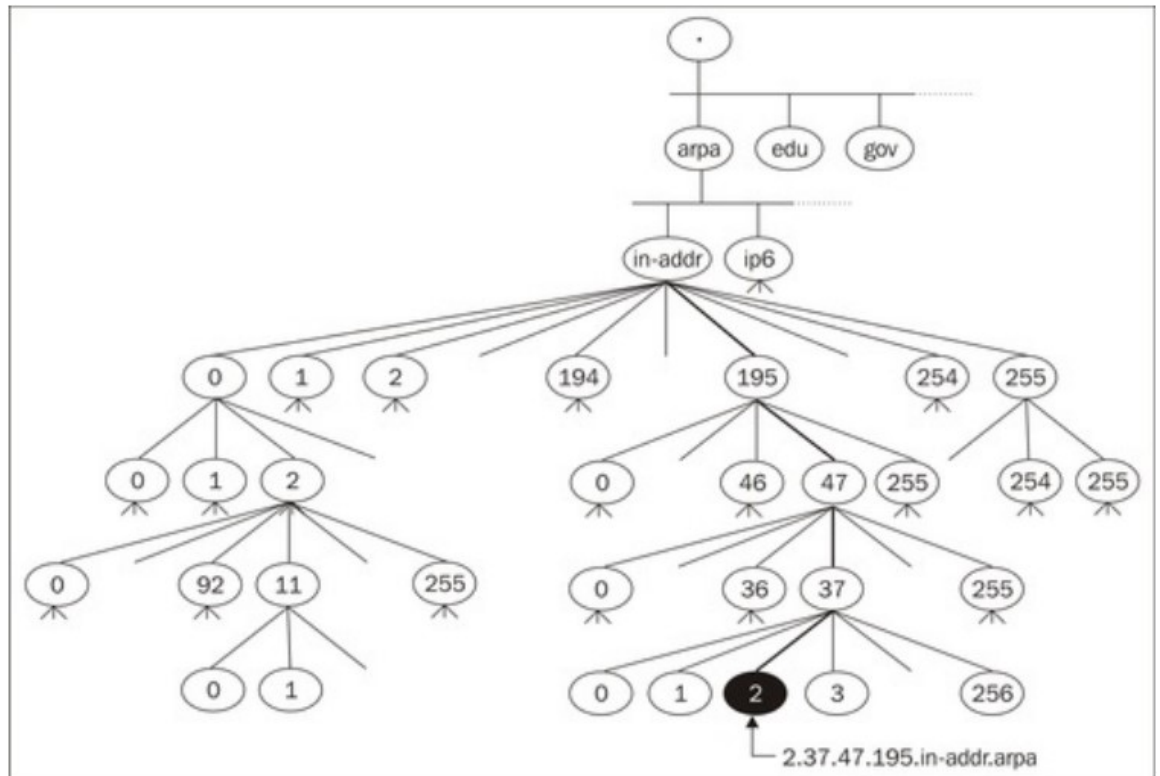 .
arpa edu gov
in-addr ip6
0 1 2 194 195 254 255
0 1 2 0 46 47 255 254 255
0 92 11 255 0 36 37 255
0 1 0 1 2 3 256
2.37.47.195.in-addr.arpa